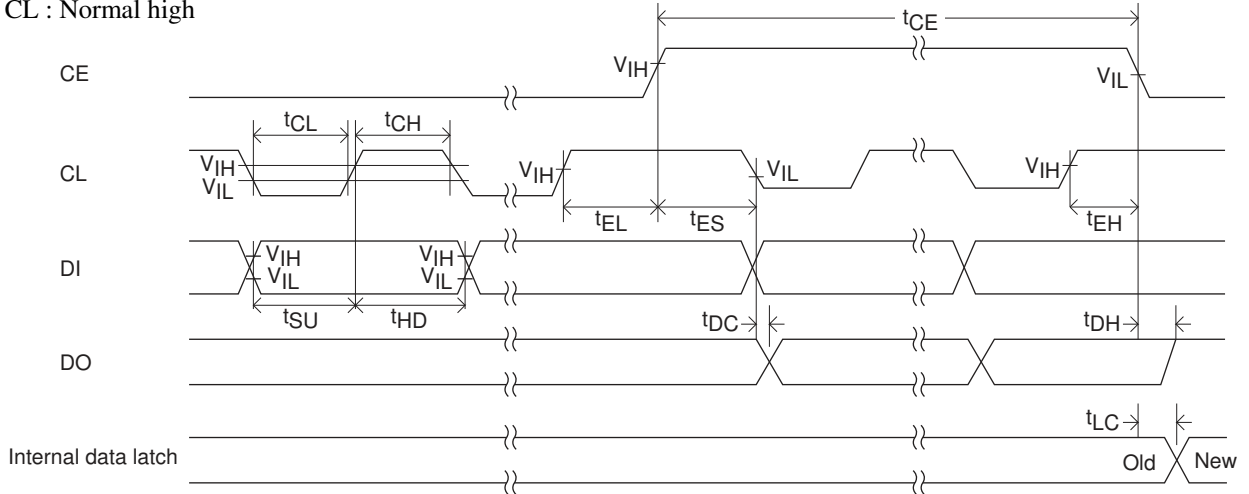 CL : Normal high
tCE
CE
VIH
VIL
tCL
tCH
CL
VIH
VIL
VIH
VIL
VIH
tEL
tES
tEH
DI
VIH
VIL
VIH
VIL
tSU
tHD
tDC
tDH
DO
tLC
Internal data latch
Old
New